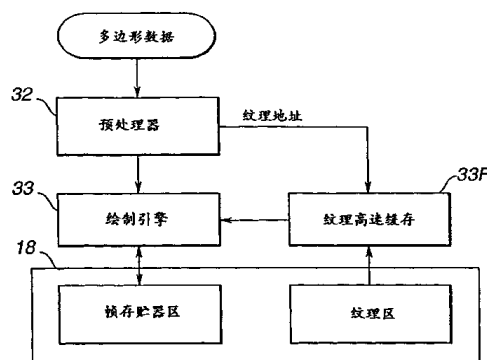 多边形数据
32
预处理器
纹理地址
33
绘制引擎
33F
纹理高速缓存
18
帧存贮器区
纹理区